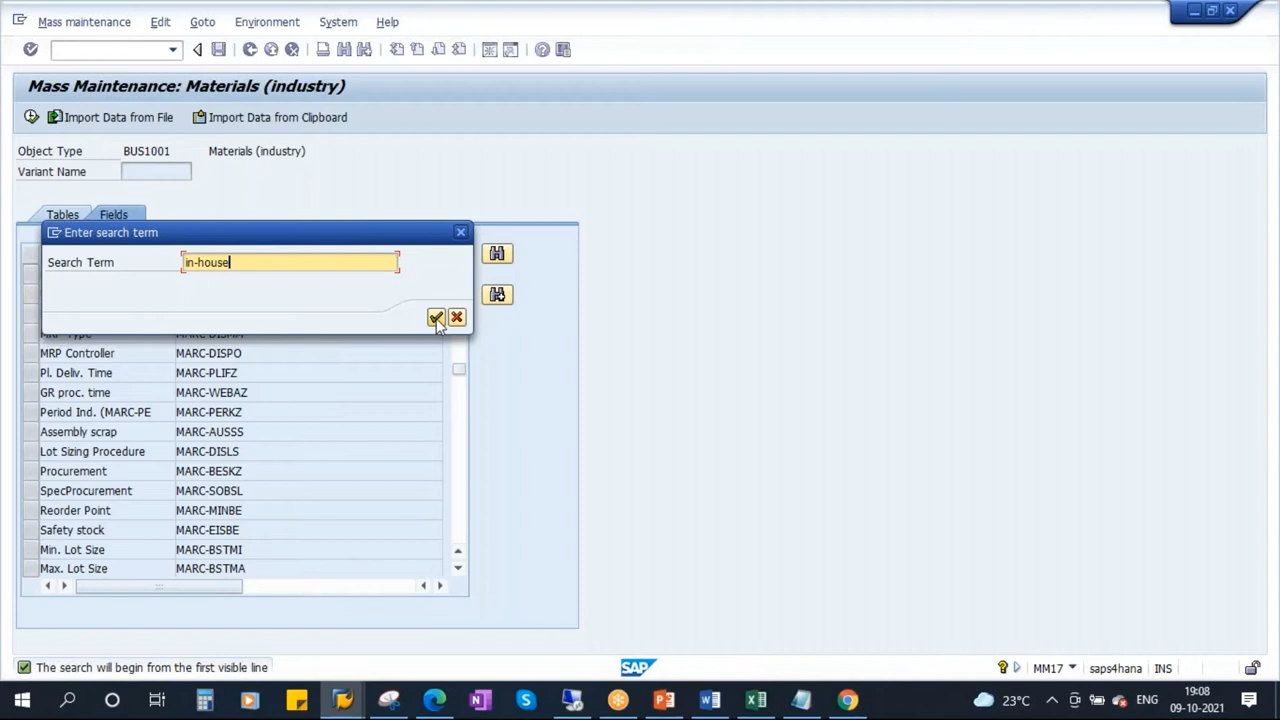 Mass maintenance Edit Goto Environment System Help
Mass Maintenance: Materials (industry)
Import Data from File Import Data from Clipboard
Object Type BUS1001 Materials (industry)
Variant Name
Tables Fields
Enter search term
Search Term in-house
MRP Type MARC-DISMM
MRP Controller MARC-DISPO
Pl. Deliv. Time MARC-PLIFZ
GR proc. time MARC-WEBAZ
Period Ind. (MARC-PE MARC-PERKZ
Assembly scrap MARC-AUSSS
Lot Sizing Procedure MARC-DISLS
Procurement MARC-BESKZ
SpecProcurement MARC-SOBSL
Reorder Point MARC-MINBE
Safety stock MARC-EISBE
Min. Lot Size MARC-BSTMI
Max. Lot Size MARC-BSTMA
The search will begin from the first visible line SAP MM17 saps4hana INS
23°C ENG 19:08
09-10-2021